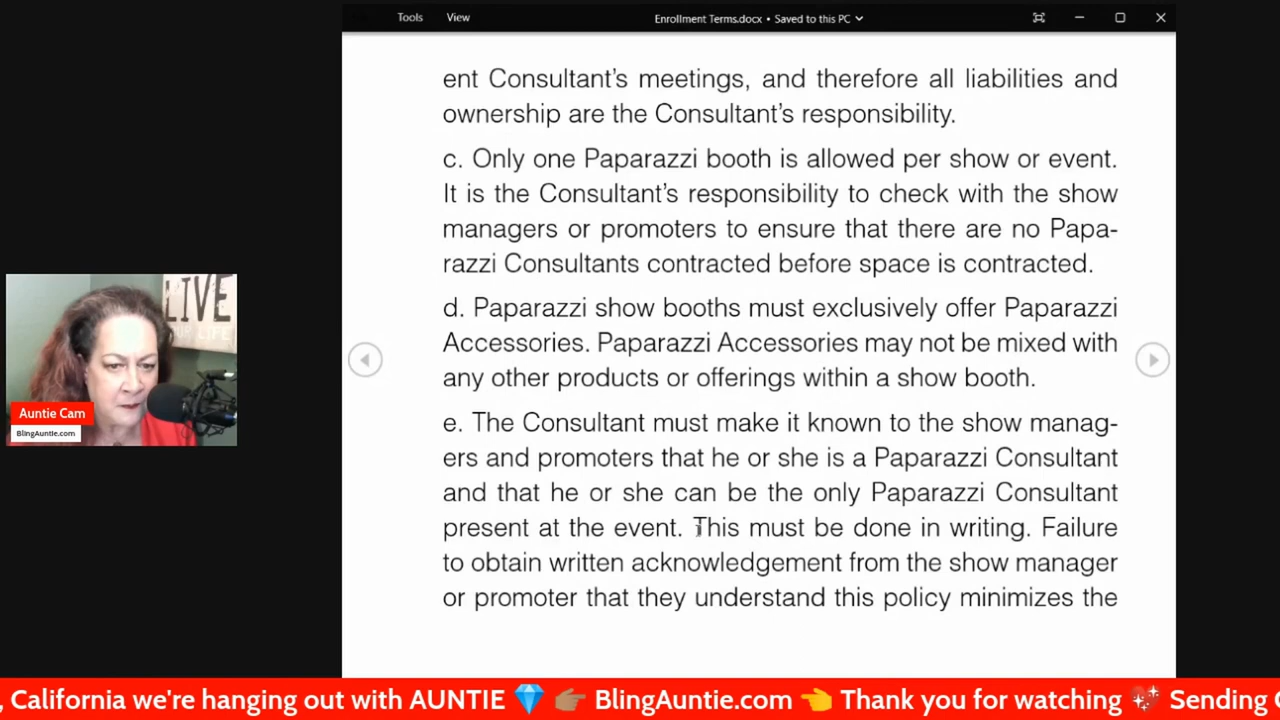 Tools View Enrollment Terms.docx • Saved to this PC
ent Consultant's meetings, and therefore all liabilities and
ownership are the Consultant's responsibility.
c. Only one Paparazzi booth is allowed per show or event.
It is the Consultant's responsibility to check with the show
managers or promoters to ensure that there are no Papa-
razzi Consultants contracted before space is contracted.
d. Paparazzi show booths must exclusively offer Paparazzi
Accessories. Paparazzi Accessories may not be mixed with
any other products or offerings within a show booth.
e. The Consultant must make it known to the show manag-
ers and promoters that he or she is a Paparazzi Consultant
and that he or she can be the only Paparazzi Consultant
present at the event. This must be done in writing. Failure
to obtain written acknowledgement from the show manager
or promoter that they understand this policy minimizes the
LIVE
LIFE
Auntie Cam
BlingAuntie.com
, California we're hanging out with AUNTIE 💎 👉🏽 BlingAuntie.com 👈 Thank you for watching 💖 Sending